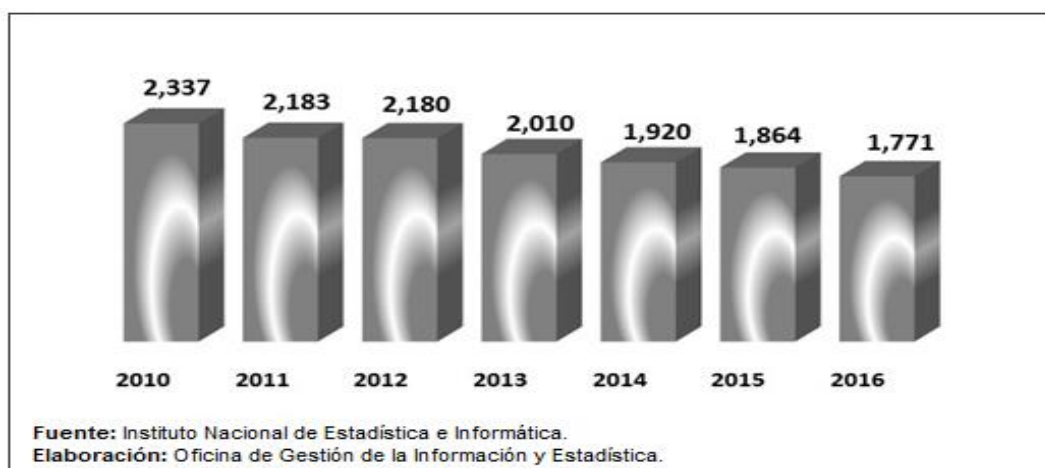 2,337
2,183
2,180
2,010
1,920
1,864
1,771
2010 2011 2012 2013 2014 2015 2016
Fuente: Instituto Nacional de Estadística e Informática.
Elaboración: Oficina de Gestión de la Información y Estadística.